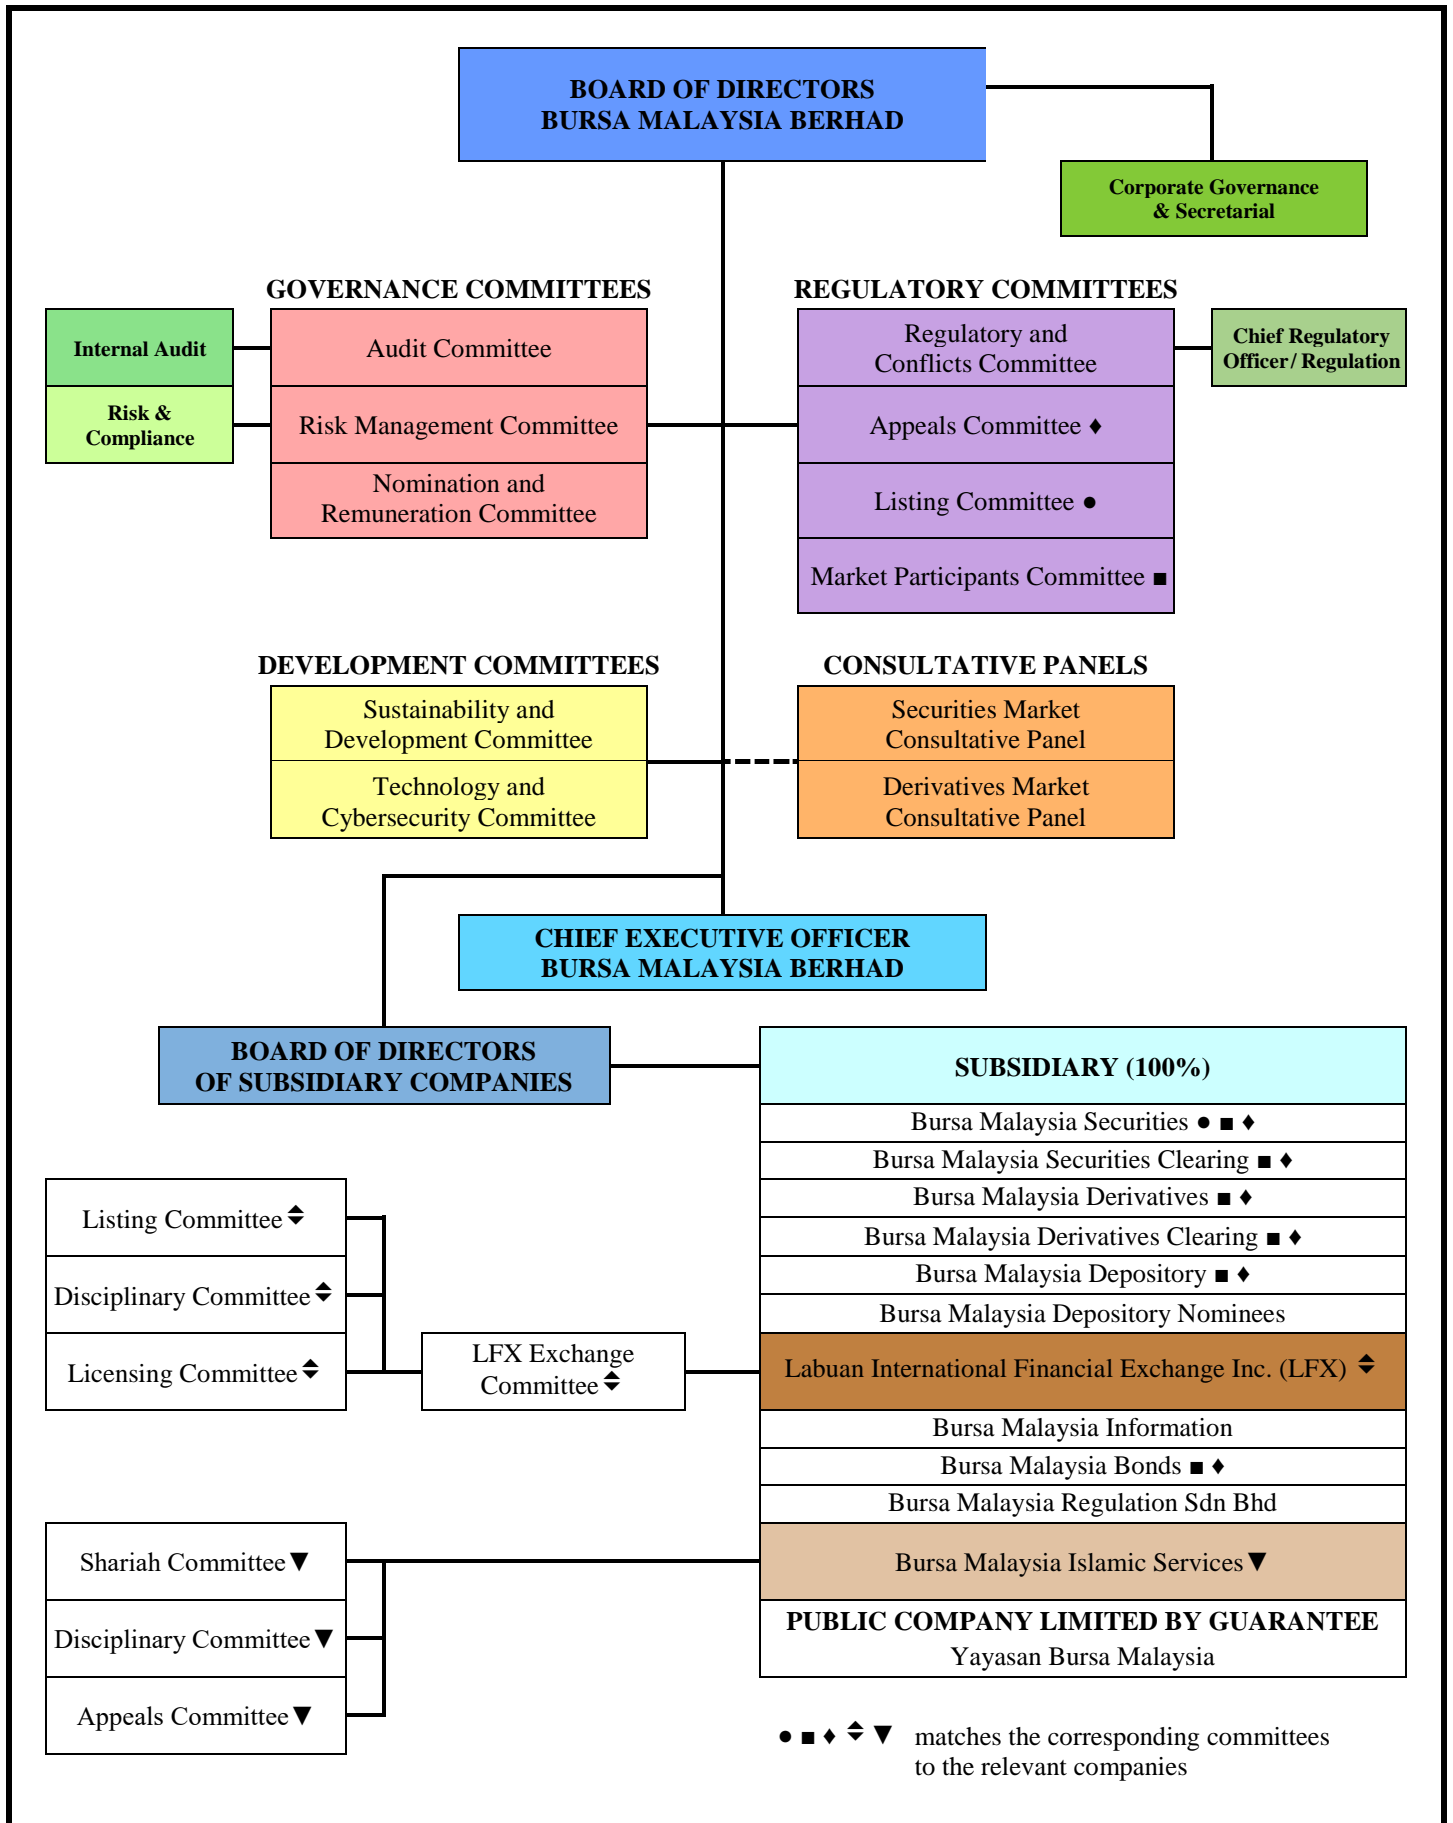 BOARD OF DIRECTORS
BURSA MALAYSIA BERHAD
Corporate Governance
& Secretarial
GOVERNANCE COMMITTEES
REGULATORY COMMITTEES
Internal Audit
Audit Committee
Regulatory and
Conflicts Committee
Chief Regulatory
Officer / Regulation
Risk &
Compliance
Risk Management Committee
Appeals Committee ♦
Nomination and
Remuneration Committee
Listing Committee ●
Market Participants Committee ■
DEVELOPMENT COMMITTEES
CONSULTATIVE PANELS
Sustainability and
Development Committee
Securities Market
Consultative Panel
Technology and
Cybersecurity Committee
Derivatives Market
Consultative Panel
CHIEF EXECUTIVE OFFICER
BURSA MALAYSIA BERHAD
BOARD OF DIRECTORS
OF SUBSIDIARY COMPANIES
SUBSIDIARY (100%)
Bursa Malaysia Securities ● ■ ♦
Bursa Malaysia Securities Clearing ■ ♦
Bursa Malaysia Derivatives ■ ♦
Bursa Malaysia Derivatives Clearing ■ ♦
Bursa Malaysia Depository ■ ♦
Bursa Malaysia Depository Nominees
Listing Committee ⬘
Disciplinary Committee ⬘
Licensing Committee ⬘
LFX Exchange
Committee ⬘
Labuan International Financial Exchange Inc. (LFX) ⬘
Bursa Malaysia Information
Bursa Malaysia Bonds ■ ♦
Bursa Malaysia Regulation Sdn Bhd
Shariah Committee ▼
Disciplinary Committee ▼
Appeals Committee ▼
Bursa Malaysia Islamic Services ▼
PUBLIC COMPANY LIMITED BY GUARANTEE
Yayasan Bursa Malaysia
● ■ ♦ ⬘ ▼ matches the corresponding committees
to the relevant companies